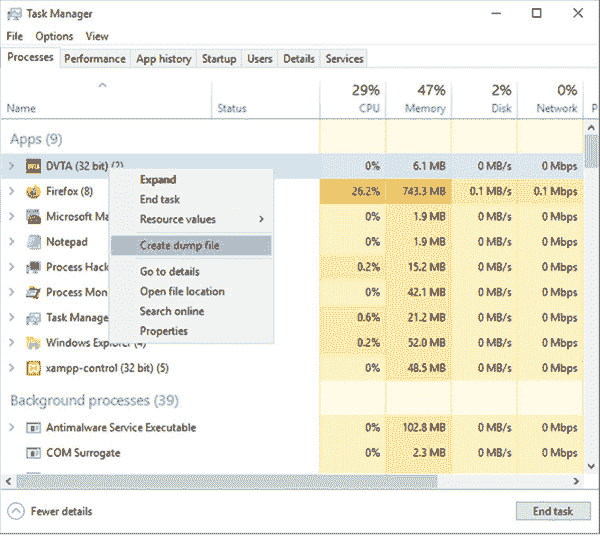 Task Manager
File Options View
Processes Performance App history Startup Users Details Services
29% 47% 2% 0%
Name Status CPU Memory Disk Network P
Apps (9)
DVTA (32 bit) (2) 0% 6.1 MB 0 MB/s 0 Mbps
Expand
Firefox (8) 26.2% 743.3 MB 0.1 MB/s 0.1 Mbps
End task
Microsoft Ma 0% 1.9 MB 0 MB/s 0 Mbps
Resource values
Notepad 0% 1.9 MB 0 MB/s 0 Mbps
Create dump file
Process Hack 0.2% 15.2 MB 0 MB/s 0 Mbps
Go to details
Process Mon 0% 42.1 MB 0 MB/s 0 Mbps
Open file location
Task Manage 0.6% 21.2 MB 0 MB/s 0 Mbps
Search online
Properties
Windows Explorer (4) 0.2% 52.0 MB 0 MB/s 0 Mbps
xampp-control (32 bit) (5) 0% 48.5 MB 0 MB/s 0 Mbps
Background processes (39)
Antimalware Service Executable 0% 102.8 MB 0 MB/s 0 Mbps
COM Surrogate 0% 2.3 MB 0 MB/s 0 Mbps
Fewer details End task